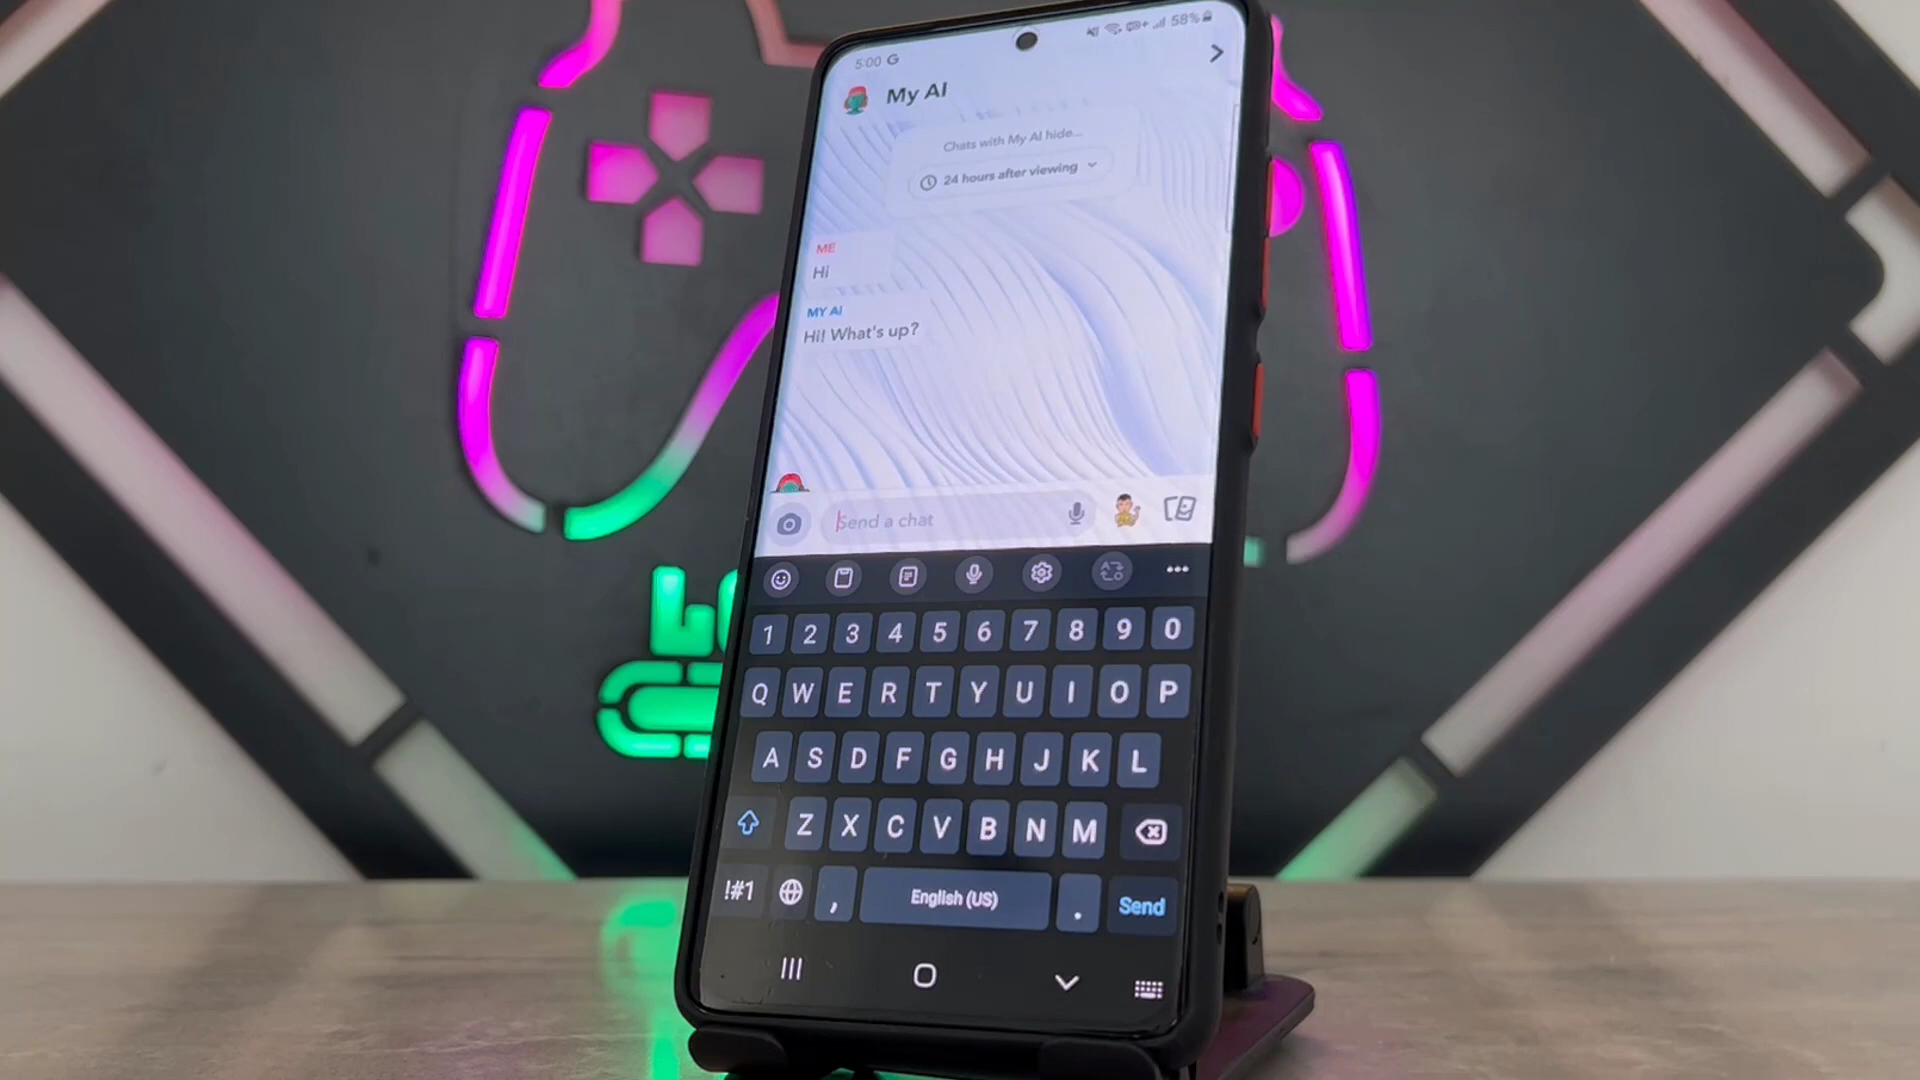 5:00 G
58%
My AI
Chats with My AI hide...
24 hours after viewing
ME
Hi
MY AI
Hi! What's up?
Send a chat
1 2 3 4 5 6 7 8 9 0
Q W E R T Y U I O P
A S D F G H J K L
Z X C V B N M
!#1 , English (US) . Send